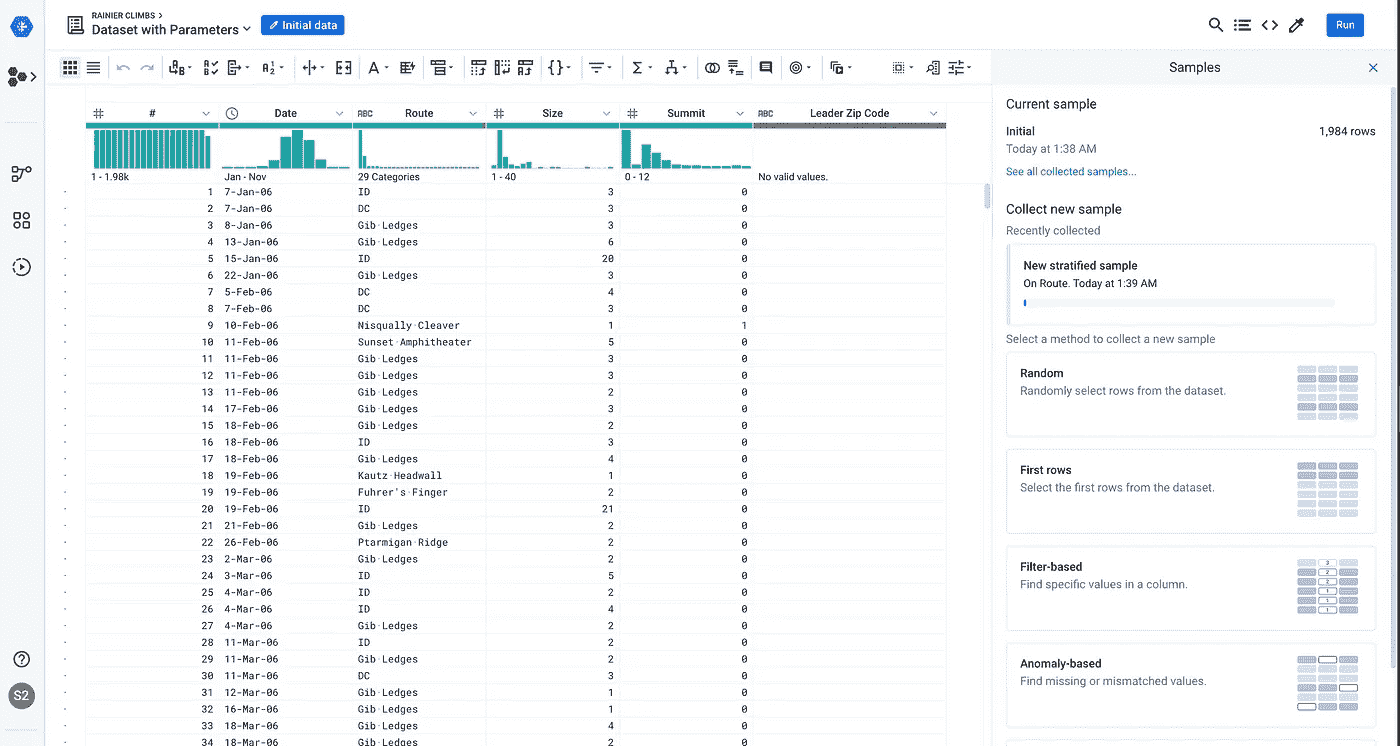 RAINIER CLIMBS >
Dataset with Parameters
Initial data
Run
Samples
# Date Route Size Summit Leader Zip Code
ABC
ABC
1 - 1.98k Jan - Nov 29 Categories 1 - 40 0 - 12 No valid values.
1 7-Jan-06 ID 3 0
2 7-Jan-06 DC 3 0
3 8-Jan-06 Gib·Ledges 3 0
4 13-Jan-06 Gib·Ledges 6 0
5 15-Jan-06 ID 20 0
6 22-Jan-06 Gib·Ledges 3 0
7 5-Feb-06 DC 4 0
8 7-Feb-06 DC 3 0
9 10-Feb-06 Nisqually·Cleaver 1 1
10 11-Feb-06 Sunset·Amphitheater 5 0
11 11-Feb-06 Gib·Ledges 3 0
12 11-Feb-06 Gib·Ledges 3 0
13 11-Feb-06 Gib·Ledges 2 0
14 17-Feb-06 Gib·Ledges 3 0
15 18-Feb-06 Gib·Ledges 2 0
16 18-Feb-06 ID 3 0
17 18-Feb-06 Gib·Ledges 4 0
18 19-Feb-06 Kautz·Headwall 1 0
19 19-Feb-06 Fuhrer's·Finger 2 0
20 19-Feb-06 ID 21 0
21 21-Feb-06 Gib·Ledges 2 0
22 26-Feb-06 Ptarmigan·Ridge 2 0
23 2-Mar-06 Gib·Ledges 2 0
24 3-Mar-06 ID 5 0
25 4-Mar-06 ID 2 0
26 4-Mar-06 ID 4 0
27 4-Mar-06 Gib·Ledges 2 0
28 11-Mar-06 ID 2 0
29 11-Mar-06 Gib·Ledges 2 0
30 11-Mar-06 DC 3 0
31 12-Mar-06 Gib·Ledges 1 0
32 16-Mar-06 Gib·Ledges 1 0
33 18-Mar-06 Gib·Ledges 4 0
34 18-Mar-06 Gib·Ledges 2 0
S2
Current sample
Initial 1,984 rows
Today at 1:38 AM
See all collected samples...
Collect new sample
Recently collected
New stratified sample
On Route. Today at 1:39 AM
Select a method to collect a new sample
Random
Randomly select rows from the dataset.
First rows
Select the first rows from the dataset.
Filter-based
Find specific values in a column.
Anomaly-based
Find missing or mismatched values.